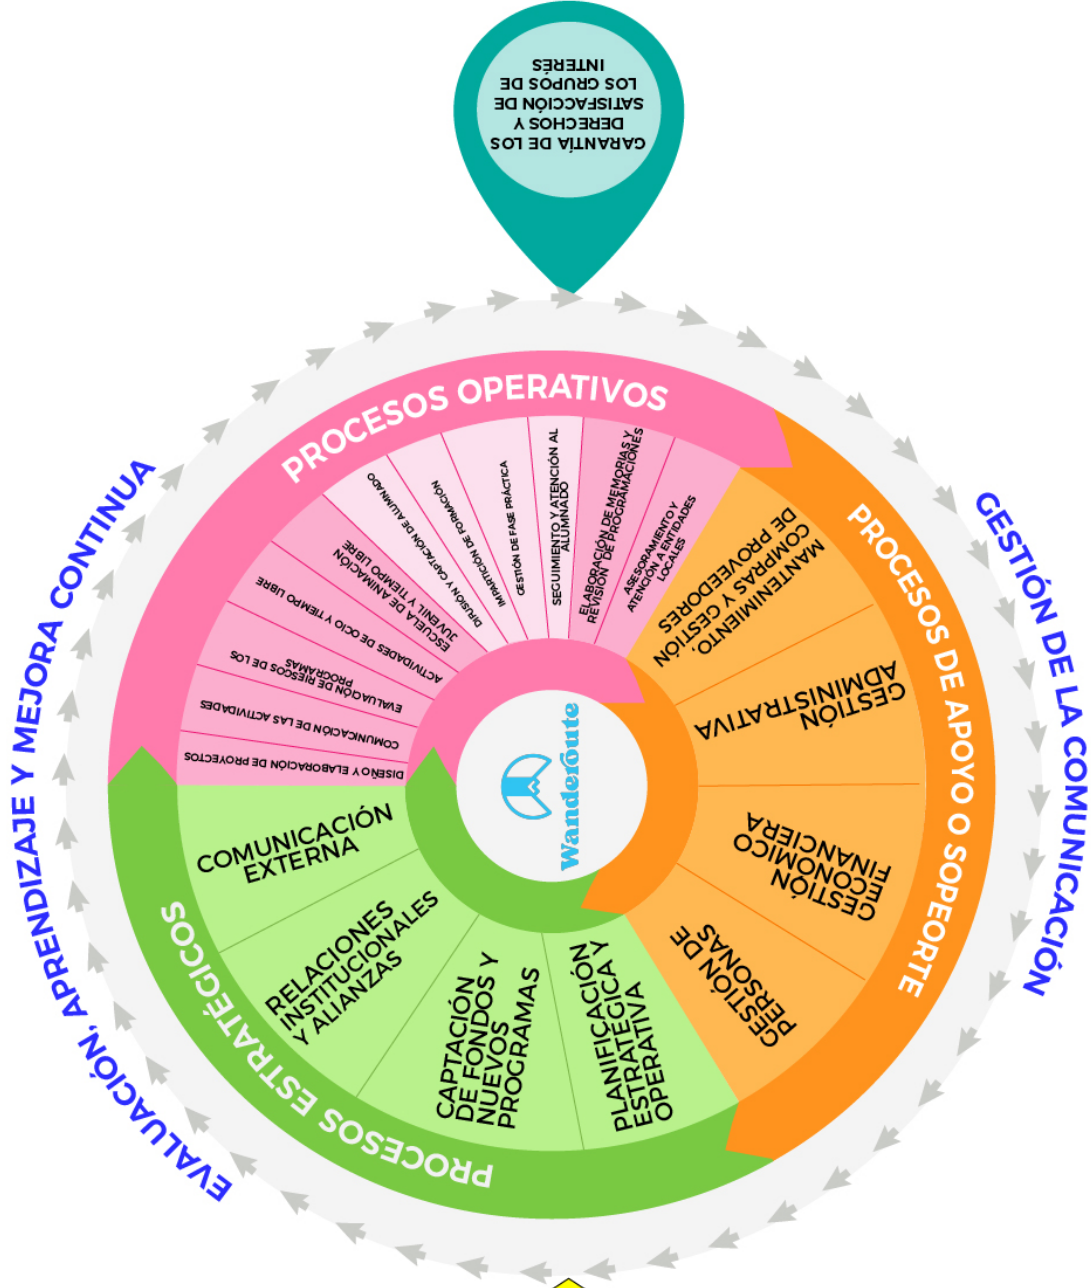 GARANTÍA DE LOS
DERECHOS Y
SATISFACCIÓN DE
LOS GRUPOS DE
INTERÉS
PROCESOS OPERATIVOS
DISEÑO Y ELABORACIÓN DE PROYECTOS
COMUNICACIÓN DE LAS ACTIVIDADES
EVALUACIÓN DE RIESGOS DE LOS
PROGRAMAS
ACTIVIDADES DE OCIO Y TIEMPO LIBRE
ESCUELA DE ANIMACIÓN
JUVENIL Y TIEMPO LIBRE
DIFUSIÓN Y CAPTACIÓN DE ALUMNADO
IMPARTICIÓN DE FORMACIÓN
GESTIÓN DE FASE PRÁCTICA
SEGUIMIENTO Y ATENCIÓN AL
ALUMNADO
ELABORACIÓN DE MEMORIAS Y
REVISIÓN DE PROGRAMACIONES
ASESORAMIENTO Y
ATENCIÓN A ENTIDADES
LOCALES
PROCESOS DE APOYO O SOPEORTE
MANTENIMIENTO,
COMPRAS Y GESTIÓN
DE PROVEEDORES
GESTIÓN
ADMINISTRATIVA
GESTIÓN
ECONÓMICO
FINANCIERA
GESTIÓN DE
PERSONAS
PROCESOS ESTRATÉGICOS
PLANIFICACIÓN
ESTRATÉGICA Y
OPERATIVA
CAPTACIÓN
DE FONDOS Y
NUEVOS
PROGRAMAS
RELACIONES
INSTITUCIONALES
Y ALIANZAS
COMUNICACIÓN
EXTERNA
Wanderoute
EVALUACIÓN, APRENDIZAJE Y MEJORA CONTINUA
GESTIÓN DE LA COMUNICACIÓN